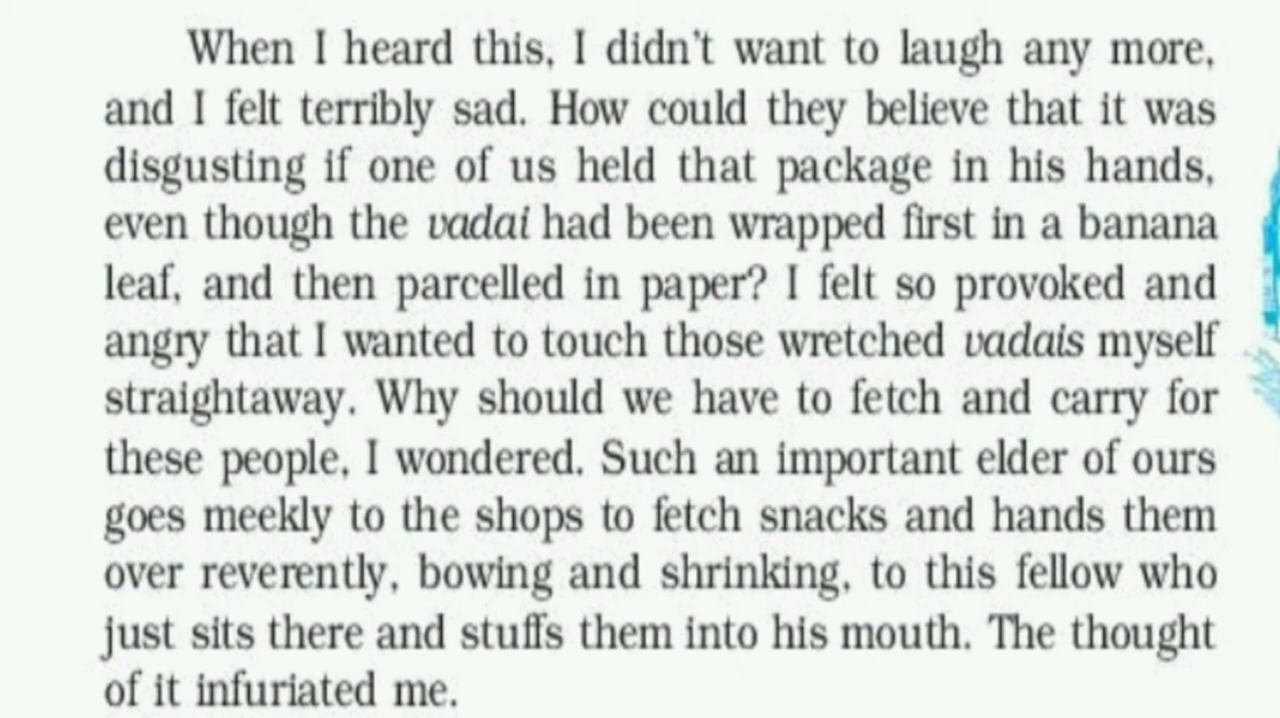 When I heard this, I didn't want to laugh any more,
and I felt terribly sad. How could they believe that it was
disgusting if one of us held that package in his hands,
even though the vadai had been wrapped first in a banana
leaf, and then parcelled in paper? I felt so provoked and
angry that I wanted to touch those wretched vadais myself
straightaway. Why should we have to fetch and carry for
these people, I wondered. Such an important elder of ours
goes meekly to the shops to fetch snacks and hands them
over reverently, bowing and shrinking, to this fellow who
just sits there and stuffs them into his mouth. The thought
of it infuriated me.